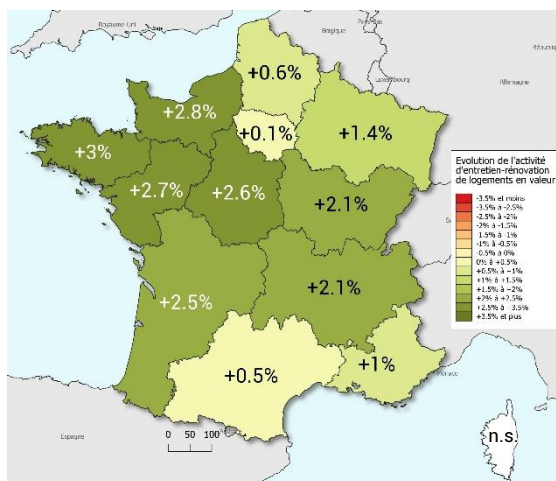 Royaume-Uni
Pays-Bas
Belgique
Luxembourg
Allemagne
+0.6%
+2.8%
+0.1%
+1.4%
+3%
+2.7%
+2.6%
+2.1%
+2.5%
+2.1%
+0.5%
+1%
Monaco
n.s.
Espagne
0 50 100
Evolution de l'activité
d'entretien-rénovation
de logements en valeur
-3.5% et moins
-3.5% à -2.5%
-2.5% à -2%
-2% à -1.5%
-1.5% à -1%
-1% à -0.5%
-0.5% à 0%
0% à +0.5%
+0.5% à +1%
+1% à +1.5%
+1.5% à +2%
+2% à +2.5%
+2.5% à +3.5%
+3.5% et plus